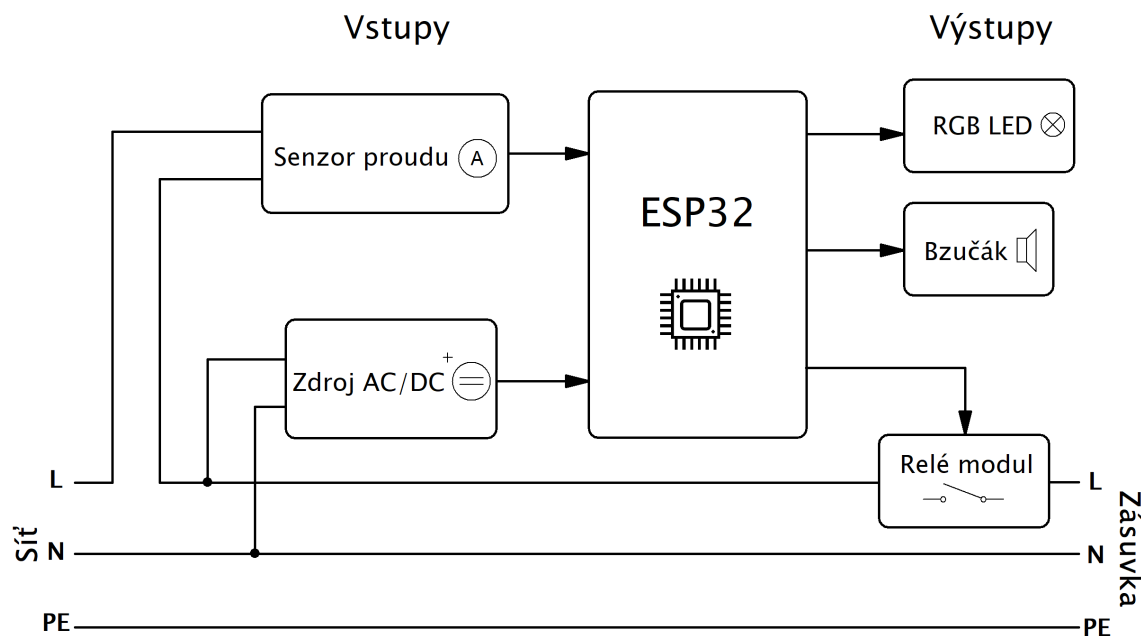 Vstupy
Výstupy
Senzor proudu A
RGB LED
ESP32
Bzučák
Zdroj AC/DC +
Relé modul
L
L
Síť
N
N
Zásuvka
PE
PE